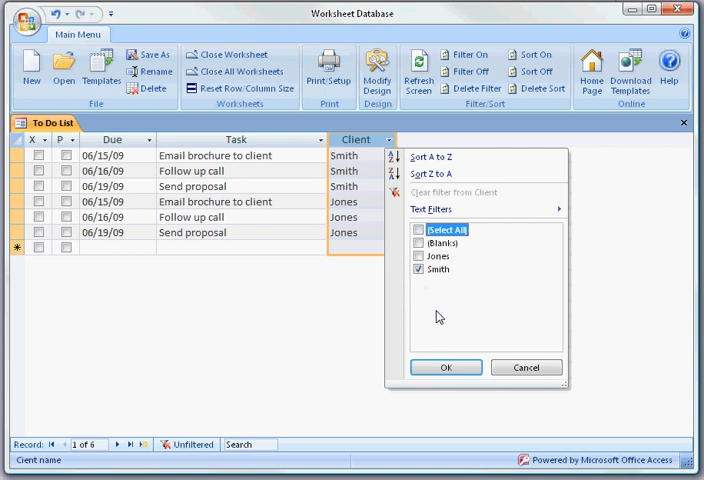 Worksheet Database
Main Menu
New
Open
Templates
Save As
Rename
Delete
File
Close Worksheet
Close All Worksheets
Reset Row/Column Size
Worksheets
Print/Setup
Print
Modify Design
Design
Refresh Screen
Filter On
Filter Off
Delete Filter
Sort On
Sort Off
Delete Sort
Filter/Sort
Home Page
Download Templates
Help
Online
To Do List
X P Due Task Client
06/15/09 Email brochure to client Smith
06/16/09 Follow up call Smith
06/19/09 Send proposal Smith
06/15/09 Email brochure to client Jones
06/16/09 Follow up call Jones
06/19/09 Send proposal Jones
Sort A to Z
Sort Z to A
Clear filter from Client
Text Filters
(Select All)
(Blanks)
Jones
Smith
OK Cancel
Record: 1 of 6 Unfiltered Search
Client name Powered by Microsoft Office Access